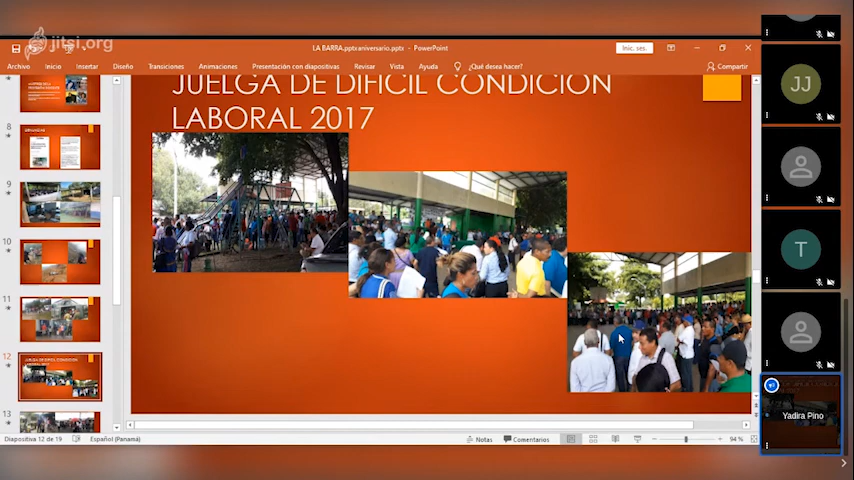 jitsi.org
LA BARRA.pptxaniversario.pptx - PowerPoint
Inic. ses.
Archivo Inicio Insertar Diseño Transiciones Animaciones Presentación con diapositivas Revisar Vista Ayuda ¿Qué desea hacer? Compartir
JUELGA DE DIFICIL CONDICION
LABORAL 2017
8
9
10
11
12
13
JJ
T
Yadira Pino
Diapositiva 12 de 19 Español (Panamá) Notas Comentarios 94 %